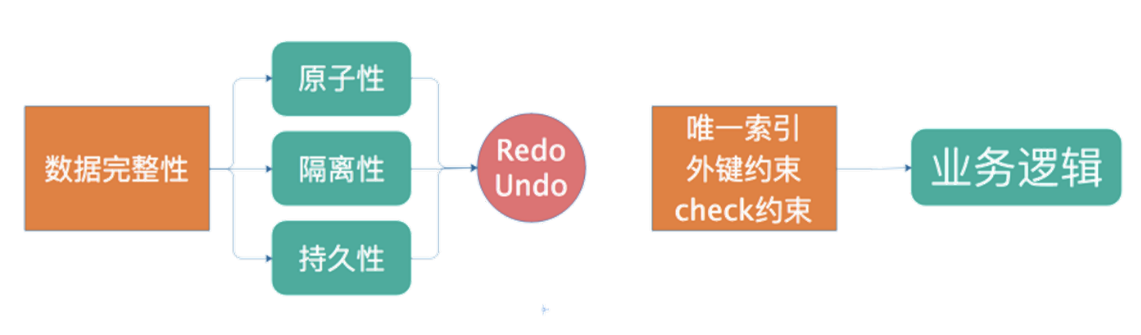 数据完整性
原子性
隔离性
持久性
Redo
Undo
唯一索引
外键约束
check约束
业务逻辑